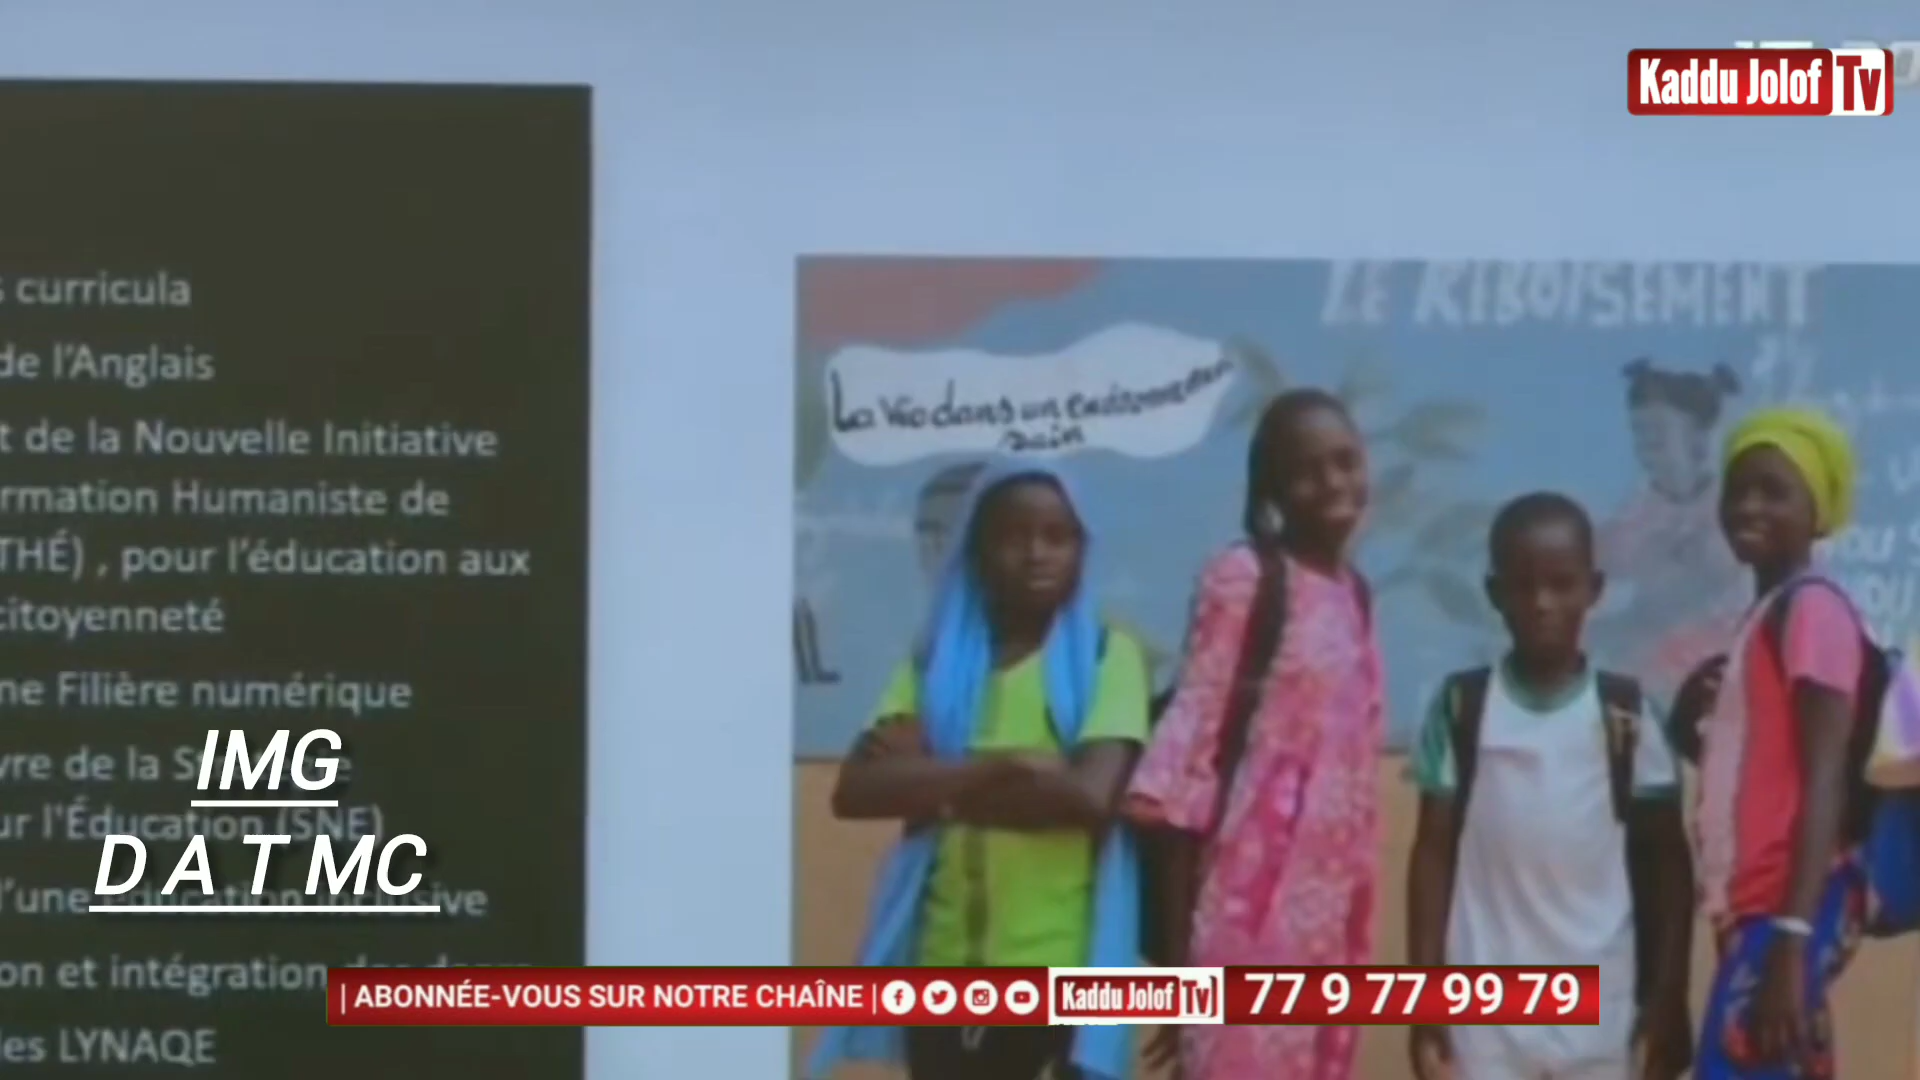 Kaddu Jolof Tv
s curricula
de l'Anglais
t de la Nouvelle Initiative
rmation Humaniste de
THÉ) , pour l'éducation aux
citoyenneté
ne Filière numérique
vre de la
ur l'Éducation (SNE)
l'une éducation inclusive
on et intégration
les LYNAQE
IMG
D A T MC
LE REBOISEMENT
La Vie dans un environnement
sain
| ABONNÉE-VOUS SUR NOTRE CHAÎNE | Kaddu Jolof Tv 77 9 77 99 79